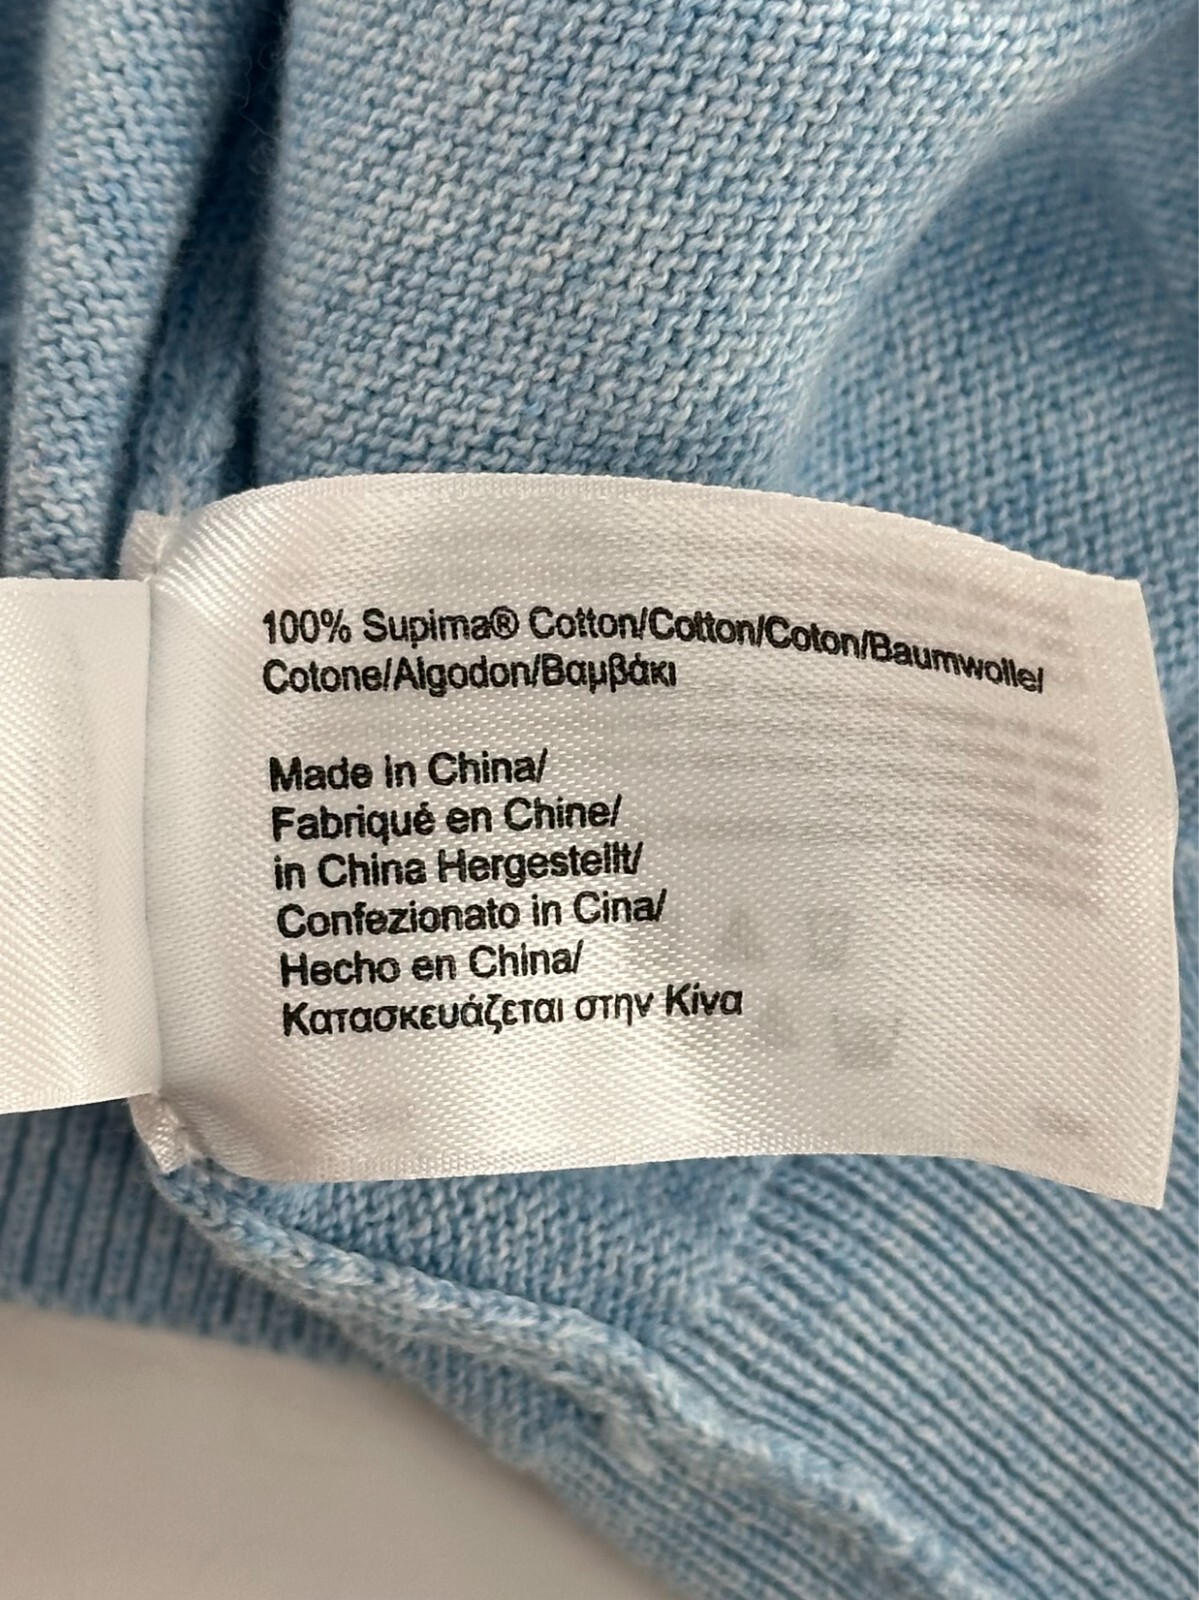 100% Supima® Cotton/Cotton/Coton/Baumwolle/
Cotone/Algodon/Βαμβάκι
Made in China/
Fabriqué en Chine/
in China Hergestellt/
Confezionato in Cina/
Hecho en China/
Κατασκευάζεται στην Κίνα